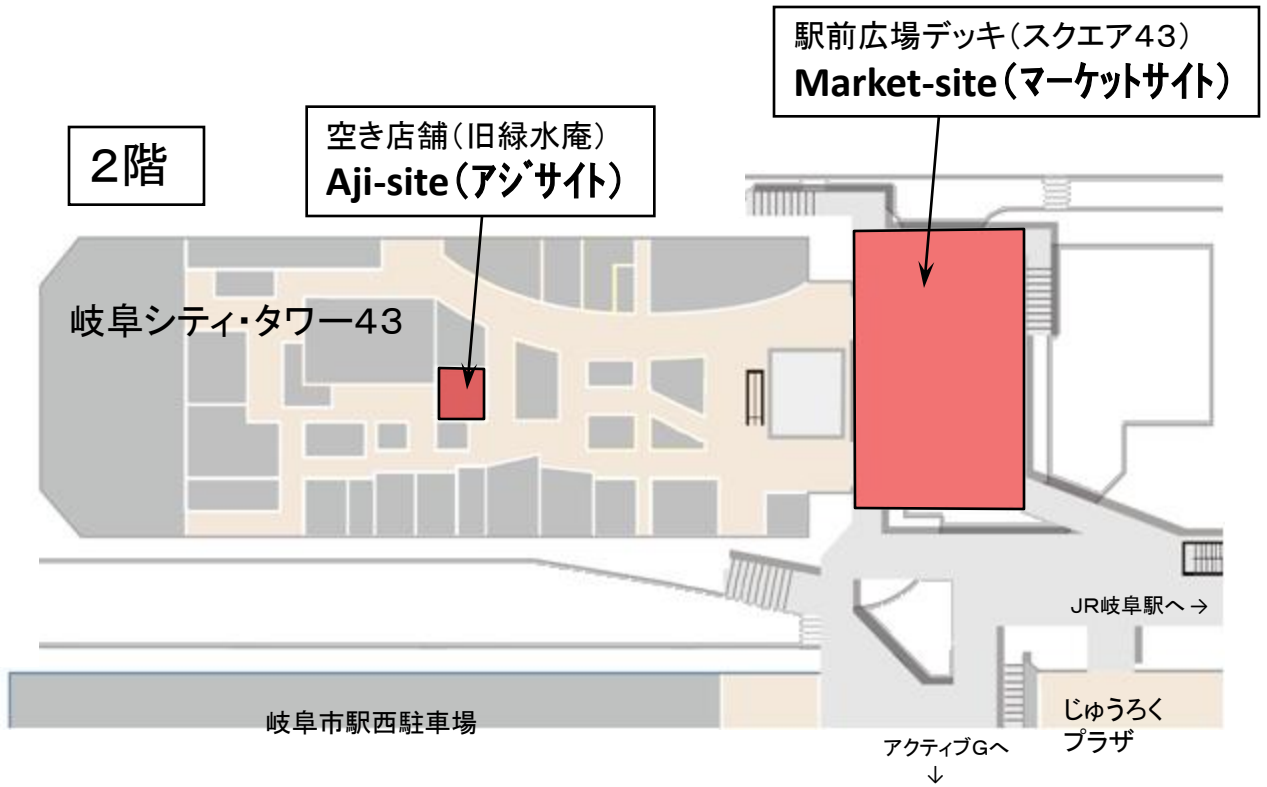 駅前広場デッキ（スクエア４３）
Market-site（マーケットサイト）
空き店舗（旧緑水庵）
Aji-site（アジサイト）
２階
岐阜シティ・タワー４３
JR岐阜駅へ→
岐阜市駅西駐車場
じゅうろく
プラザ
アクティブGへ
↓